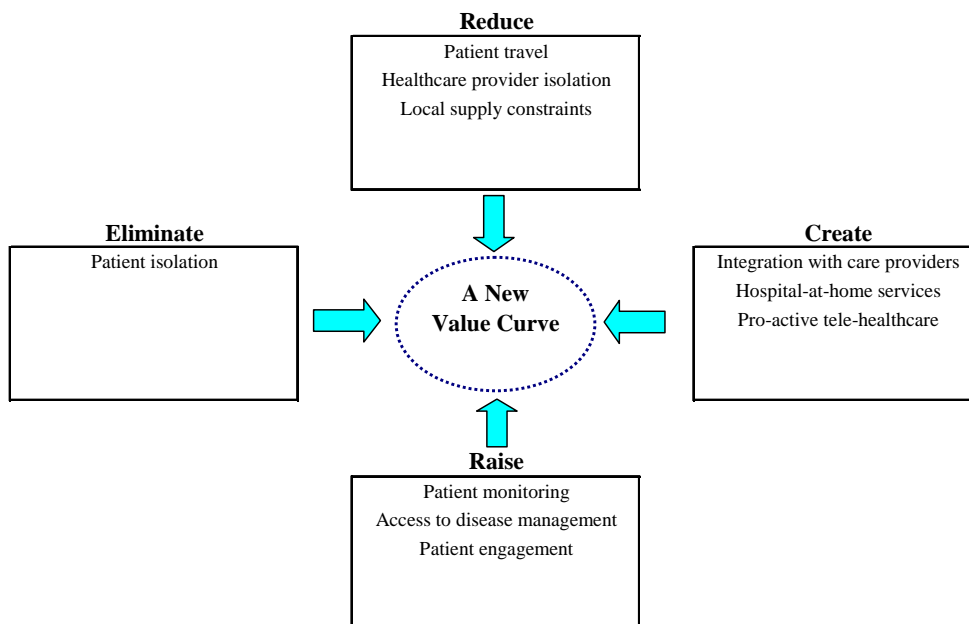 Reduce
Patient travel
Healthcare provider isolation
Local supply constraints
Eliminate
Patient isolation
A New
Value Curve
Create
Integration with care providers
Hospital-at-home services
Pro-active tele-healthcare
Raise
Patient monitoring
Access to disease management
Patient engagement